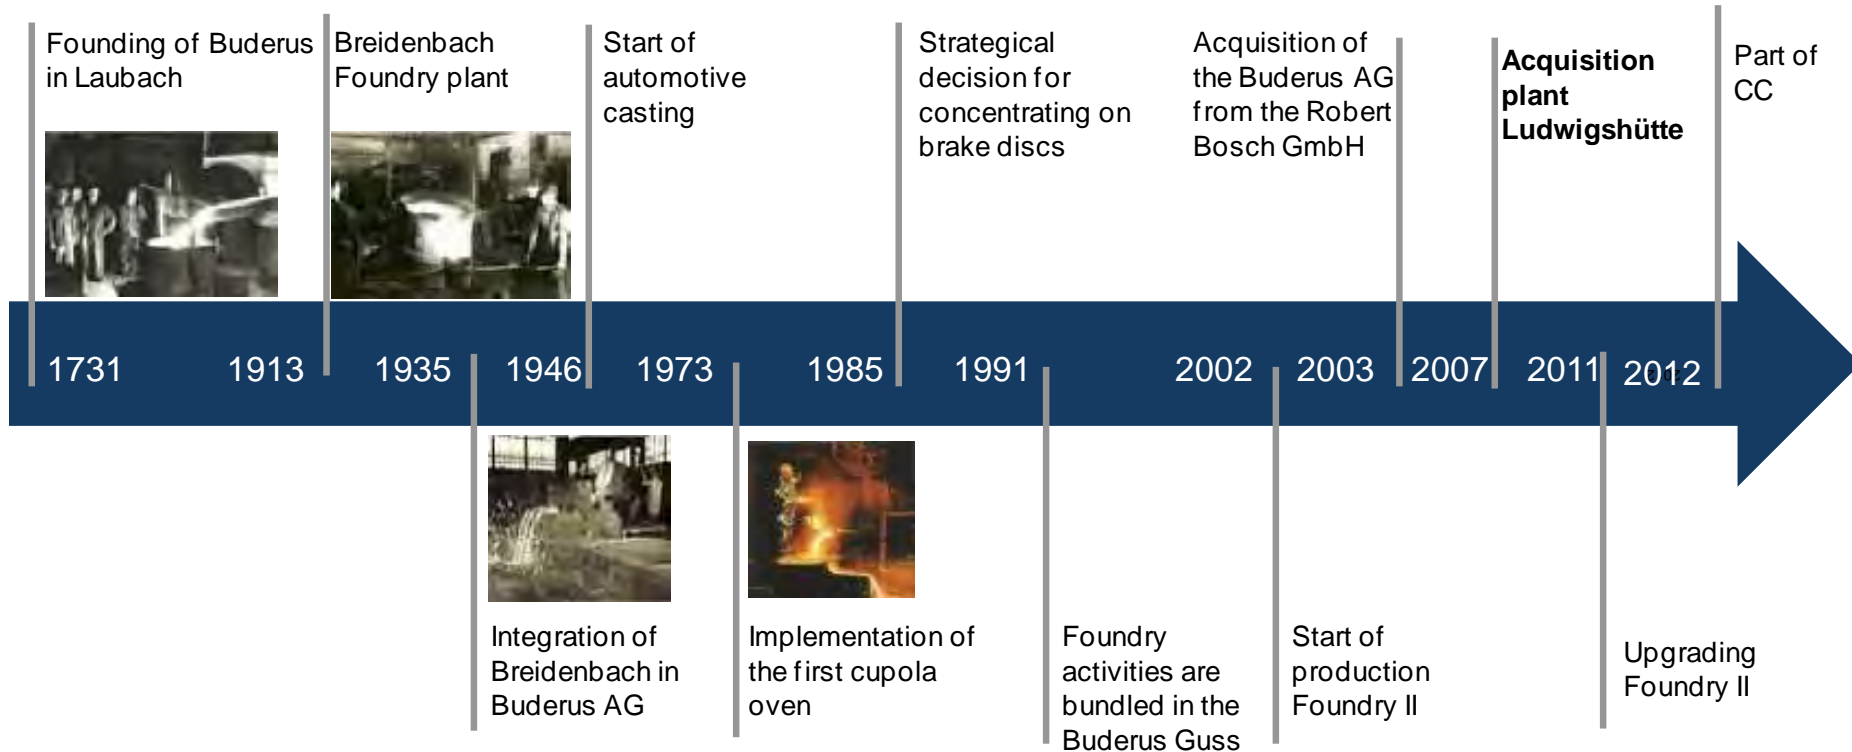 Founding of Buderus
in Laubach
Breidenbach
Foundry plant
Start of
automotive
casting
Strategical
decision for
concentrating on
brake discs
Acquisition of
the Buderus AG
from the Robert
Bosch GmbH
Acquisition
plant
Ludwigshütte
Part of
CC
1731
1913
1935
1946
1973
1985
1991
2002
2003
2007
2011
2012
Integration of
Breidenbach in
Buderus AG
Implementation of
the first cupola
oven
Foundry
activities are
bundled in the
Buderus Guss
Start of
production
Foundry II
Upgrading
Foundry II